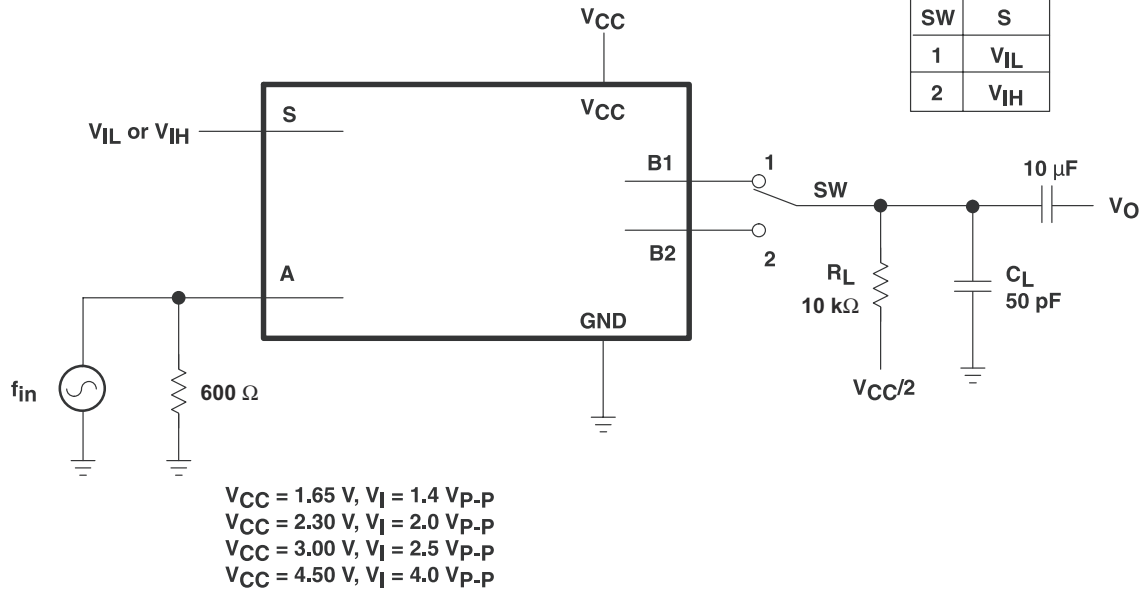 VCC
SW S
1 VIL
2 VIH
S
VCC
VIL or VIH
B1
1
SW
10 μF
VO
B2
2
A
RL
10 kΩ
CL
50 pF
GND
fin
600 Ω
VCC/2
VCC = 1.65 V, VI = 1.4 VP-P
VCC = 2.30 V, VI = 2.0 VP-P
VCC = 3.00 V, VI = 2.5 VP-P
VCC = 4.50 V, VI = 4.0 VP-P